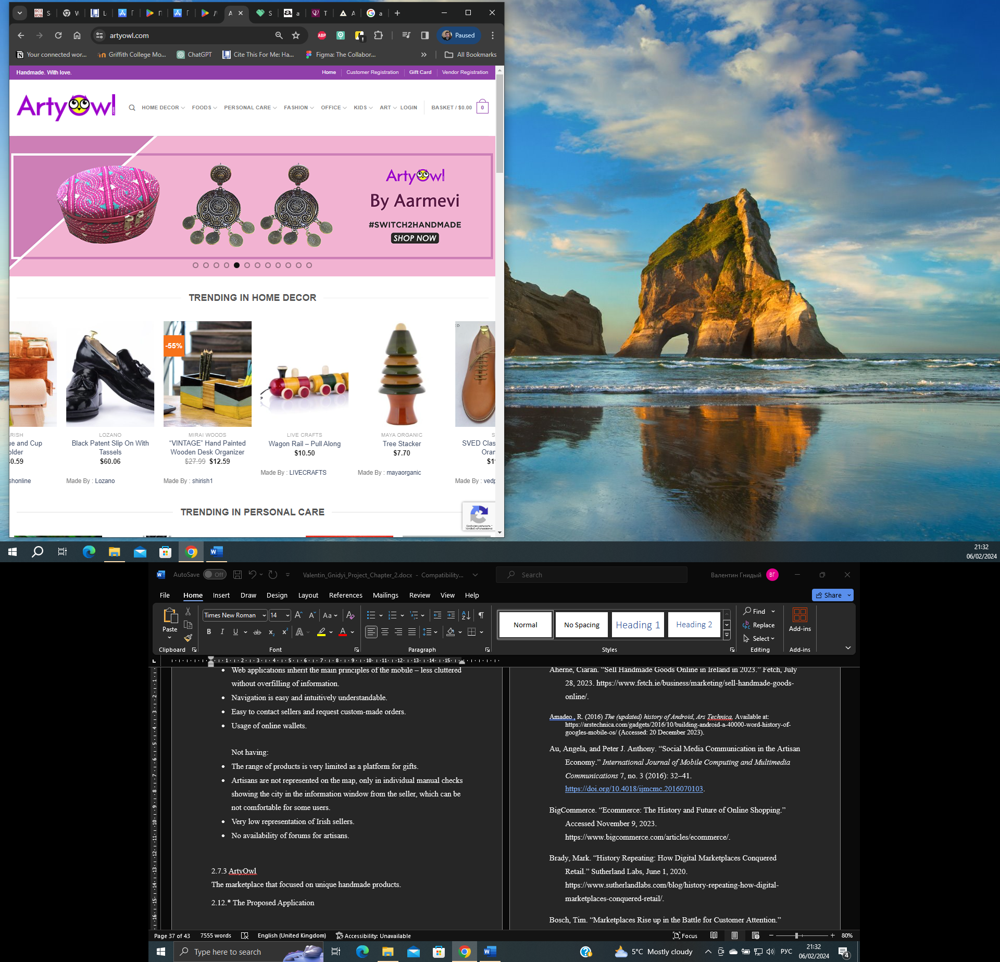 S
V
L
A
S
a
T
A
a
artyowl.com
ABP
Paused
Your connected wor...
Griffith College Mo...
ChatGPT
Cite This For Me: Ha...
Figma: The Collabor...
All Bookmarks
Handmade. With love.
Home
Customer Registration
Gift Card
Vendor Registration
ArtyOwl
.com
HOME DECOR
FOODS
PERSONAL CARE
FASHION
OFFICE
KIDS
ART
LOGIN
BASKET / $0.00
0
ArtyOwl
By Aarmevi
#SWITCH2HANDMADE
SHOP NOW
TRENDING IN HOME DECOR
-55%
ED
RISH
ue and Cup
older
0.59
shonline
LOZANO
Black Patent Slip On With
Tassels
$60.06
Made By : Lozano
MIRAI WOODS
“VINTAGE” Hand Painted
Wooden Desk Organizer
$27.99 $12.59
Made By : shirish1
LIVE CRAFTS
Wagon Rail – Pull Along
$10.50
Made By : LIVECRAFTS
MAYA ORGANIC
Tree Stacker
$7.70
Made By : mayaorganic
S
SVED Clas
Oran
$1
Made By : vedp
TRENDING IN PERSONAL CARE
Конфиденциальность -
Условия использования
21:32
06/02/2024
AutoSave
Off
Valentin_Gnidyi_Project_Chapter_2.docx - Compatibility...
Search
Валентин Гнидый
ВГ
File
Home
Insert
Draw
Design
Layout
References
Mailings
Review
View
Help
Share
Paste
Clipboard
Times New Roman
14
Font
Paragraph
Normal
No Spacing
Heading 1
Heading 2
Styles
Find
Replace
Select
Editing
Add-ins
Add-ins
Web applications inherit the main principles of the mobile – less cluttered
without overfilling of information.
Navigation is easy and intuitively understandable.
Easy to contact sellers and request custom-made orders.
Usage of online wallets.
Not having:
The range of products is very limited as a platform for gifts.
Artisans are not represented on the map, only in individual manual checks
showing the city in the information window from the seller, which can be
not comfortable for some users.
Very low representation of Irish sellers.
No availability of forums for artisans.
2.7.3 ArtyOwl
The marketplace that focused on unique handmade products.
2.12.* The Proposed Application
Aherne, Ciaran. “Sell Handmade Goods Online in Ireland in 2023.” Fetch, July
28, 2023. https://www.fetch.ie/business/marketing/sell-handmade-goods-
online/.
Amadeo , R. (2016) The (updated) history of Android, Ars Technica. Available at:
https://arstechnica.com/gadgets/2016/10/building-android-a-40000-word-history-of-
googles-mobile-os/ (Accessed: 20 December 2023).
Au, Angela, and Peter J. Anthony. “Social Media Communication in the Artisan
Economy.” International Journal of Mobile Computing and Multimedia
Communications 7, no. 3 (2016): 32–41.
https://doi.org/10.4018/ijmcmc.2016070103.
BigCommerce. “Ecommerce: The History and Future of Online Shopping.”
Accessed November 9, 2023.
https://www.bigcommerce.com/articles/ecommerce/.
Brady, Mark. “History Repeating: How Digital Marketplaces Conquered
Retail.” Sutherland Labs, June 1, 2020.
https://www.sutherlandlabs.com/blog/history-repeating-how-digital-
marketplaces-conquered-retail/.
Bosch, Tim. “Marketplaces Rise up in the Battle for Customer Attention.”
Page 37 of 43
7555 words
English (United Kingdom)
Accessibility: Unavailable
Focus
80%
Type here to search
5°C Mostly cloudy
РУС
21:32
06/02/2024
4